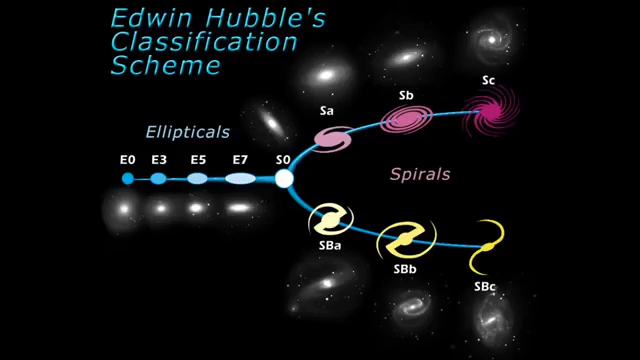 Edwin Hubble's
Classification
Scheme
Sc
Sb
Sa
Ellipticals
E0 E3 E5 E7 S0
Spirals
SBa
SBb
SBc